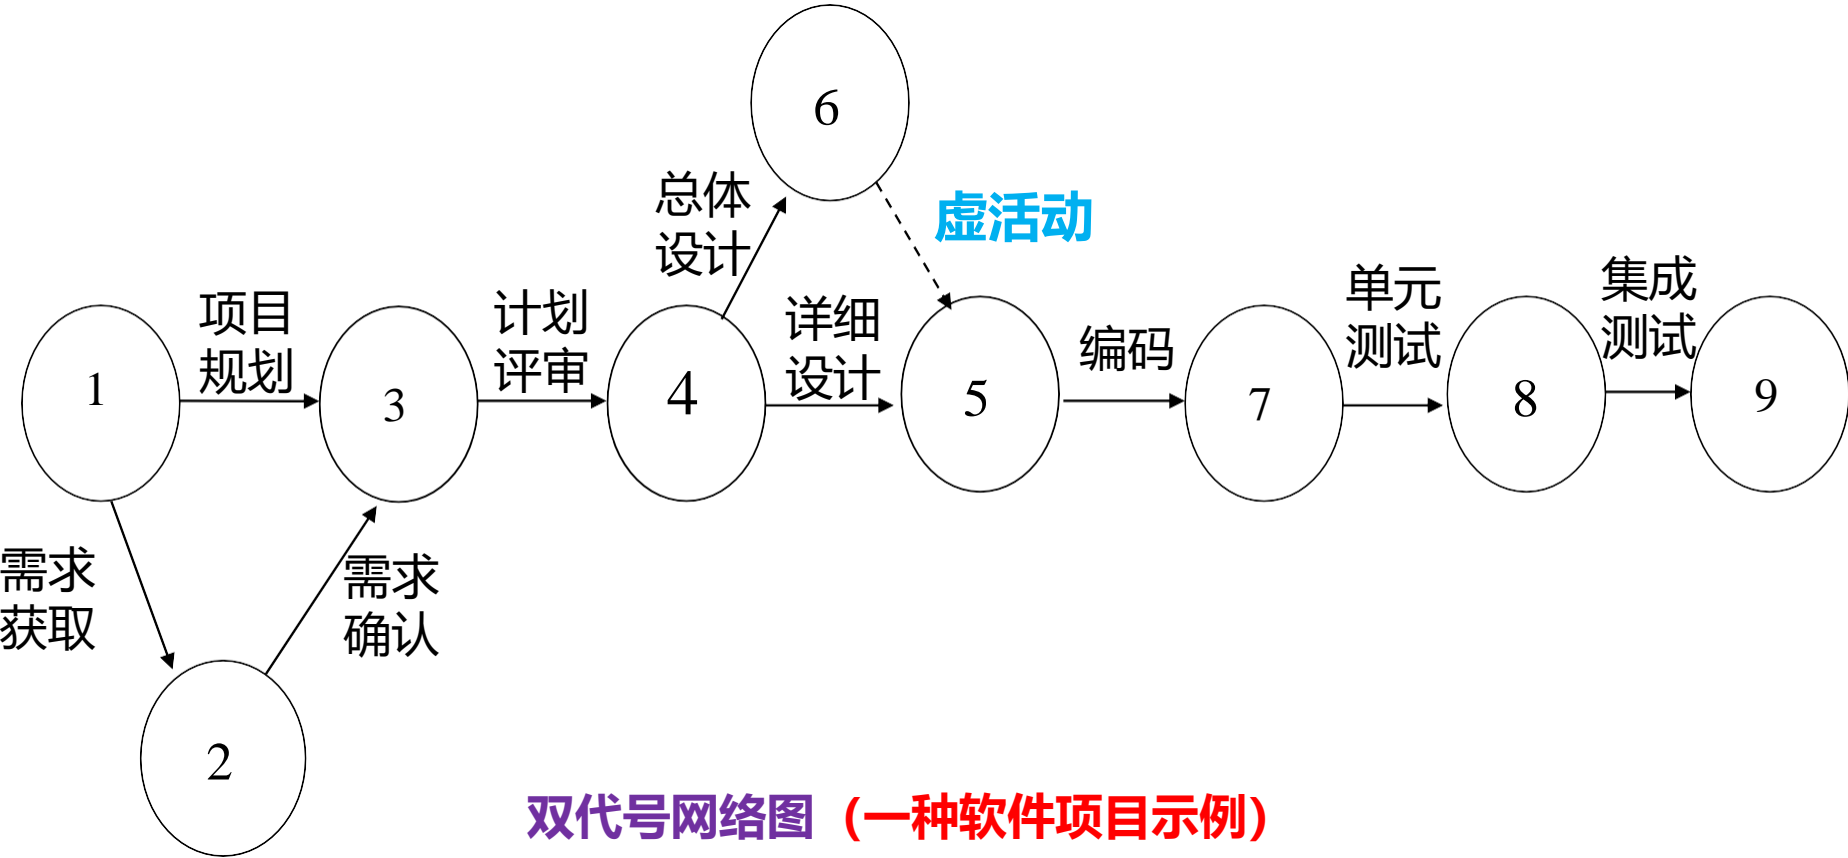 6
总体
设计
虚活动
项目
规划
计划
评审
详细
设计
编码
单元
测试
集成
测试
1
3
4
5
7
8
9
需求
获取
需求
确认
2
双代号网络图（一种软件项目示例）